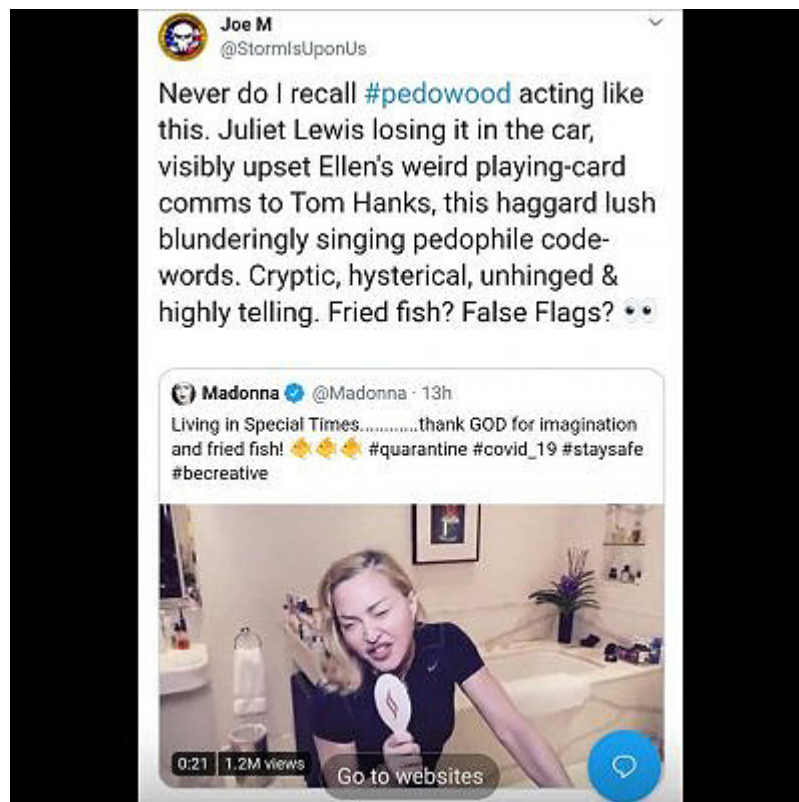 Joe M
@StormIsUponUs
Never do I recall #pedowood acting like
this. Juliet Lewis losing it in the car,
visibly upset Ellen's weird playing-card
comms to Tom Hanks, this haggard lush
blunderingly singing pedophile code-
words. Cryptic, hysterical, unhinged &
highly telling. Fried fish? False Flags? 👀
Madonna @Madonna · 13h
Living in Special Times............thank GOD for imagination
and fried fish! 🐠🐠🐠 #quarantine #covid_19 #staysafe
#becreative
0:21 1.2M views
Go to websites